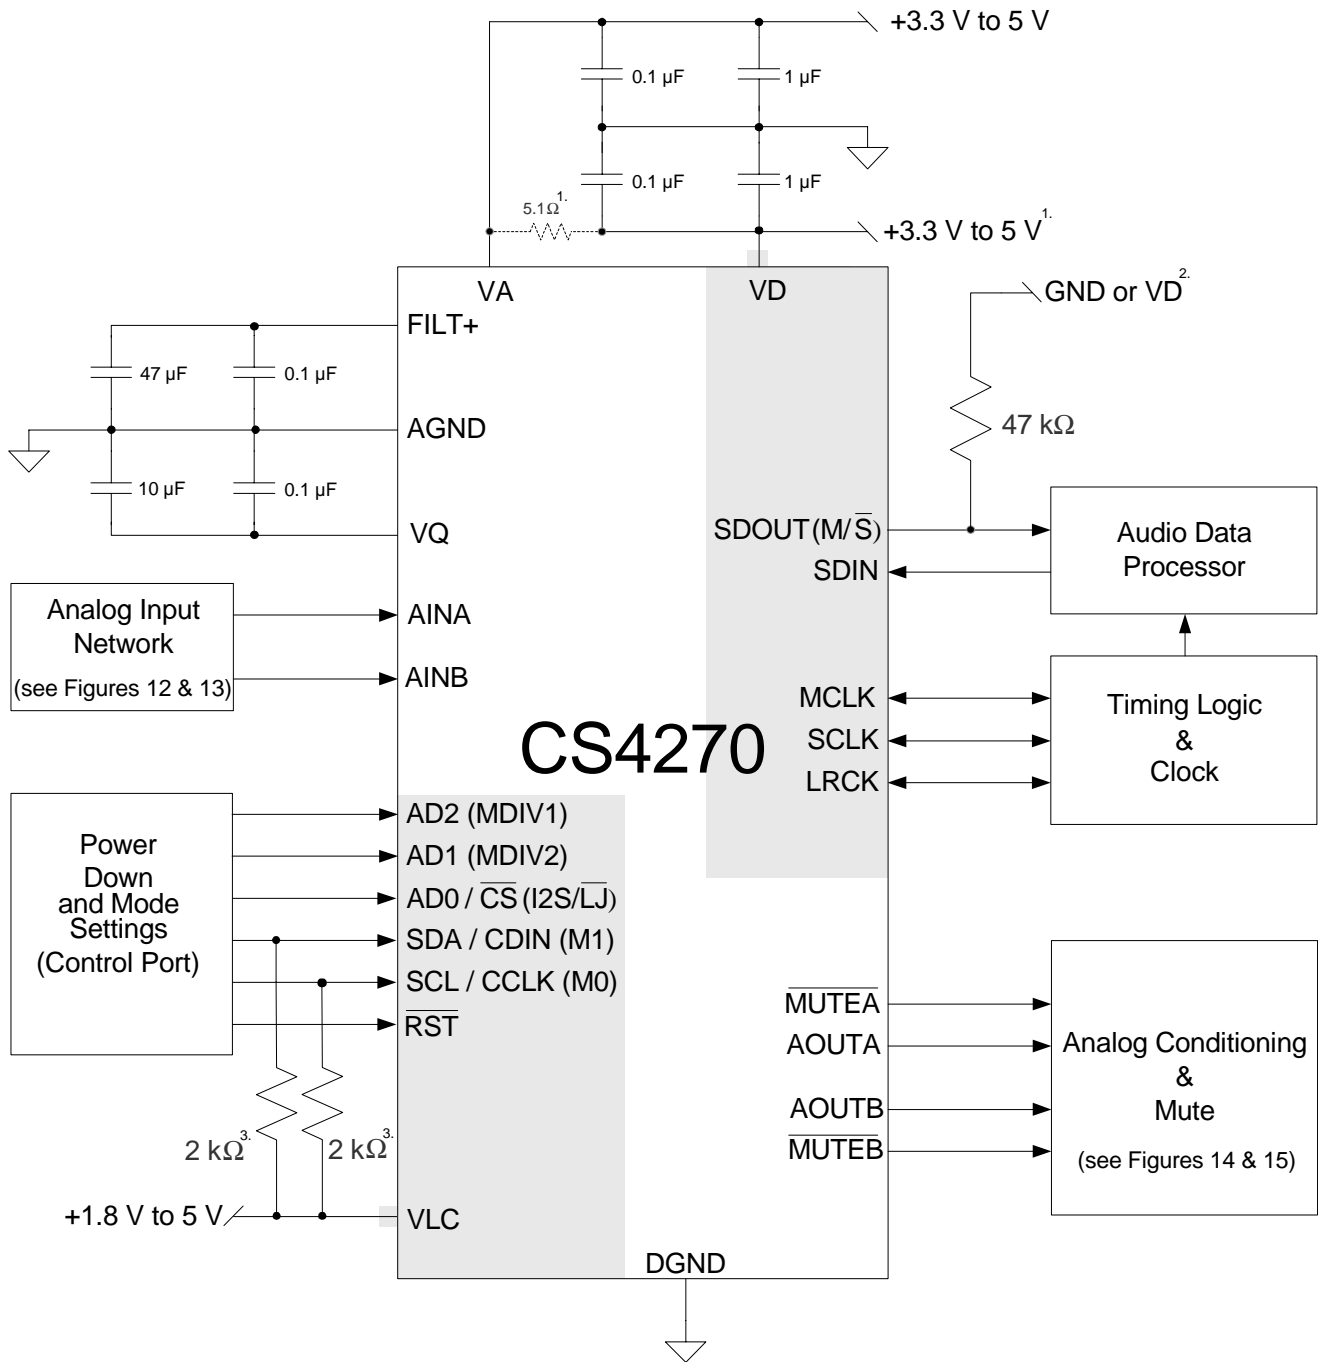 +3.3 V to 5 V
0.1 µF
1 µF
0.1 µF
1 µF
5.1Ω1.
+3.3 V to 5 V1.
VA
VD
GND or VD2.
FILT+
47 µF
0.1 µF
47 kΩ
AGND
10 µF
0.1 µF
VQ
SDOUT (M/S̅)
SDIN
Audio Data
Processor
Analog Input
Network
(see Figures 12 & 13)
AINA
AINB
MCLK
SCLK
LRCK
Timing Logic
&
Clock
CS4270
Power
Down
and Mode
Settings
(Control Port)
AD2 (MDIV1)
AD1 (MDIV2)
AD0 / C̅S̅ (I2S/L̅J̅)
SDA / CDIN (M1)
SCL / CCLK (M0)
R̅S̅T̅
M̅U̅T̅E̅A̅
AOUTA
AOUTB
M̅U̅T̅E̅B̅
Analog Conditioning
&
Mute
(see Figures 14 & 15)
2 kΩ3.
2 kΩ3.
+1.8 V to 5 V
VLC
DGND